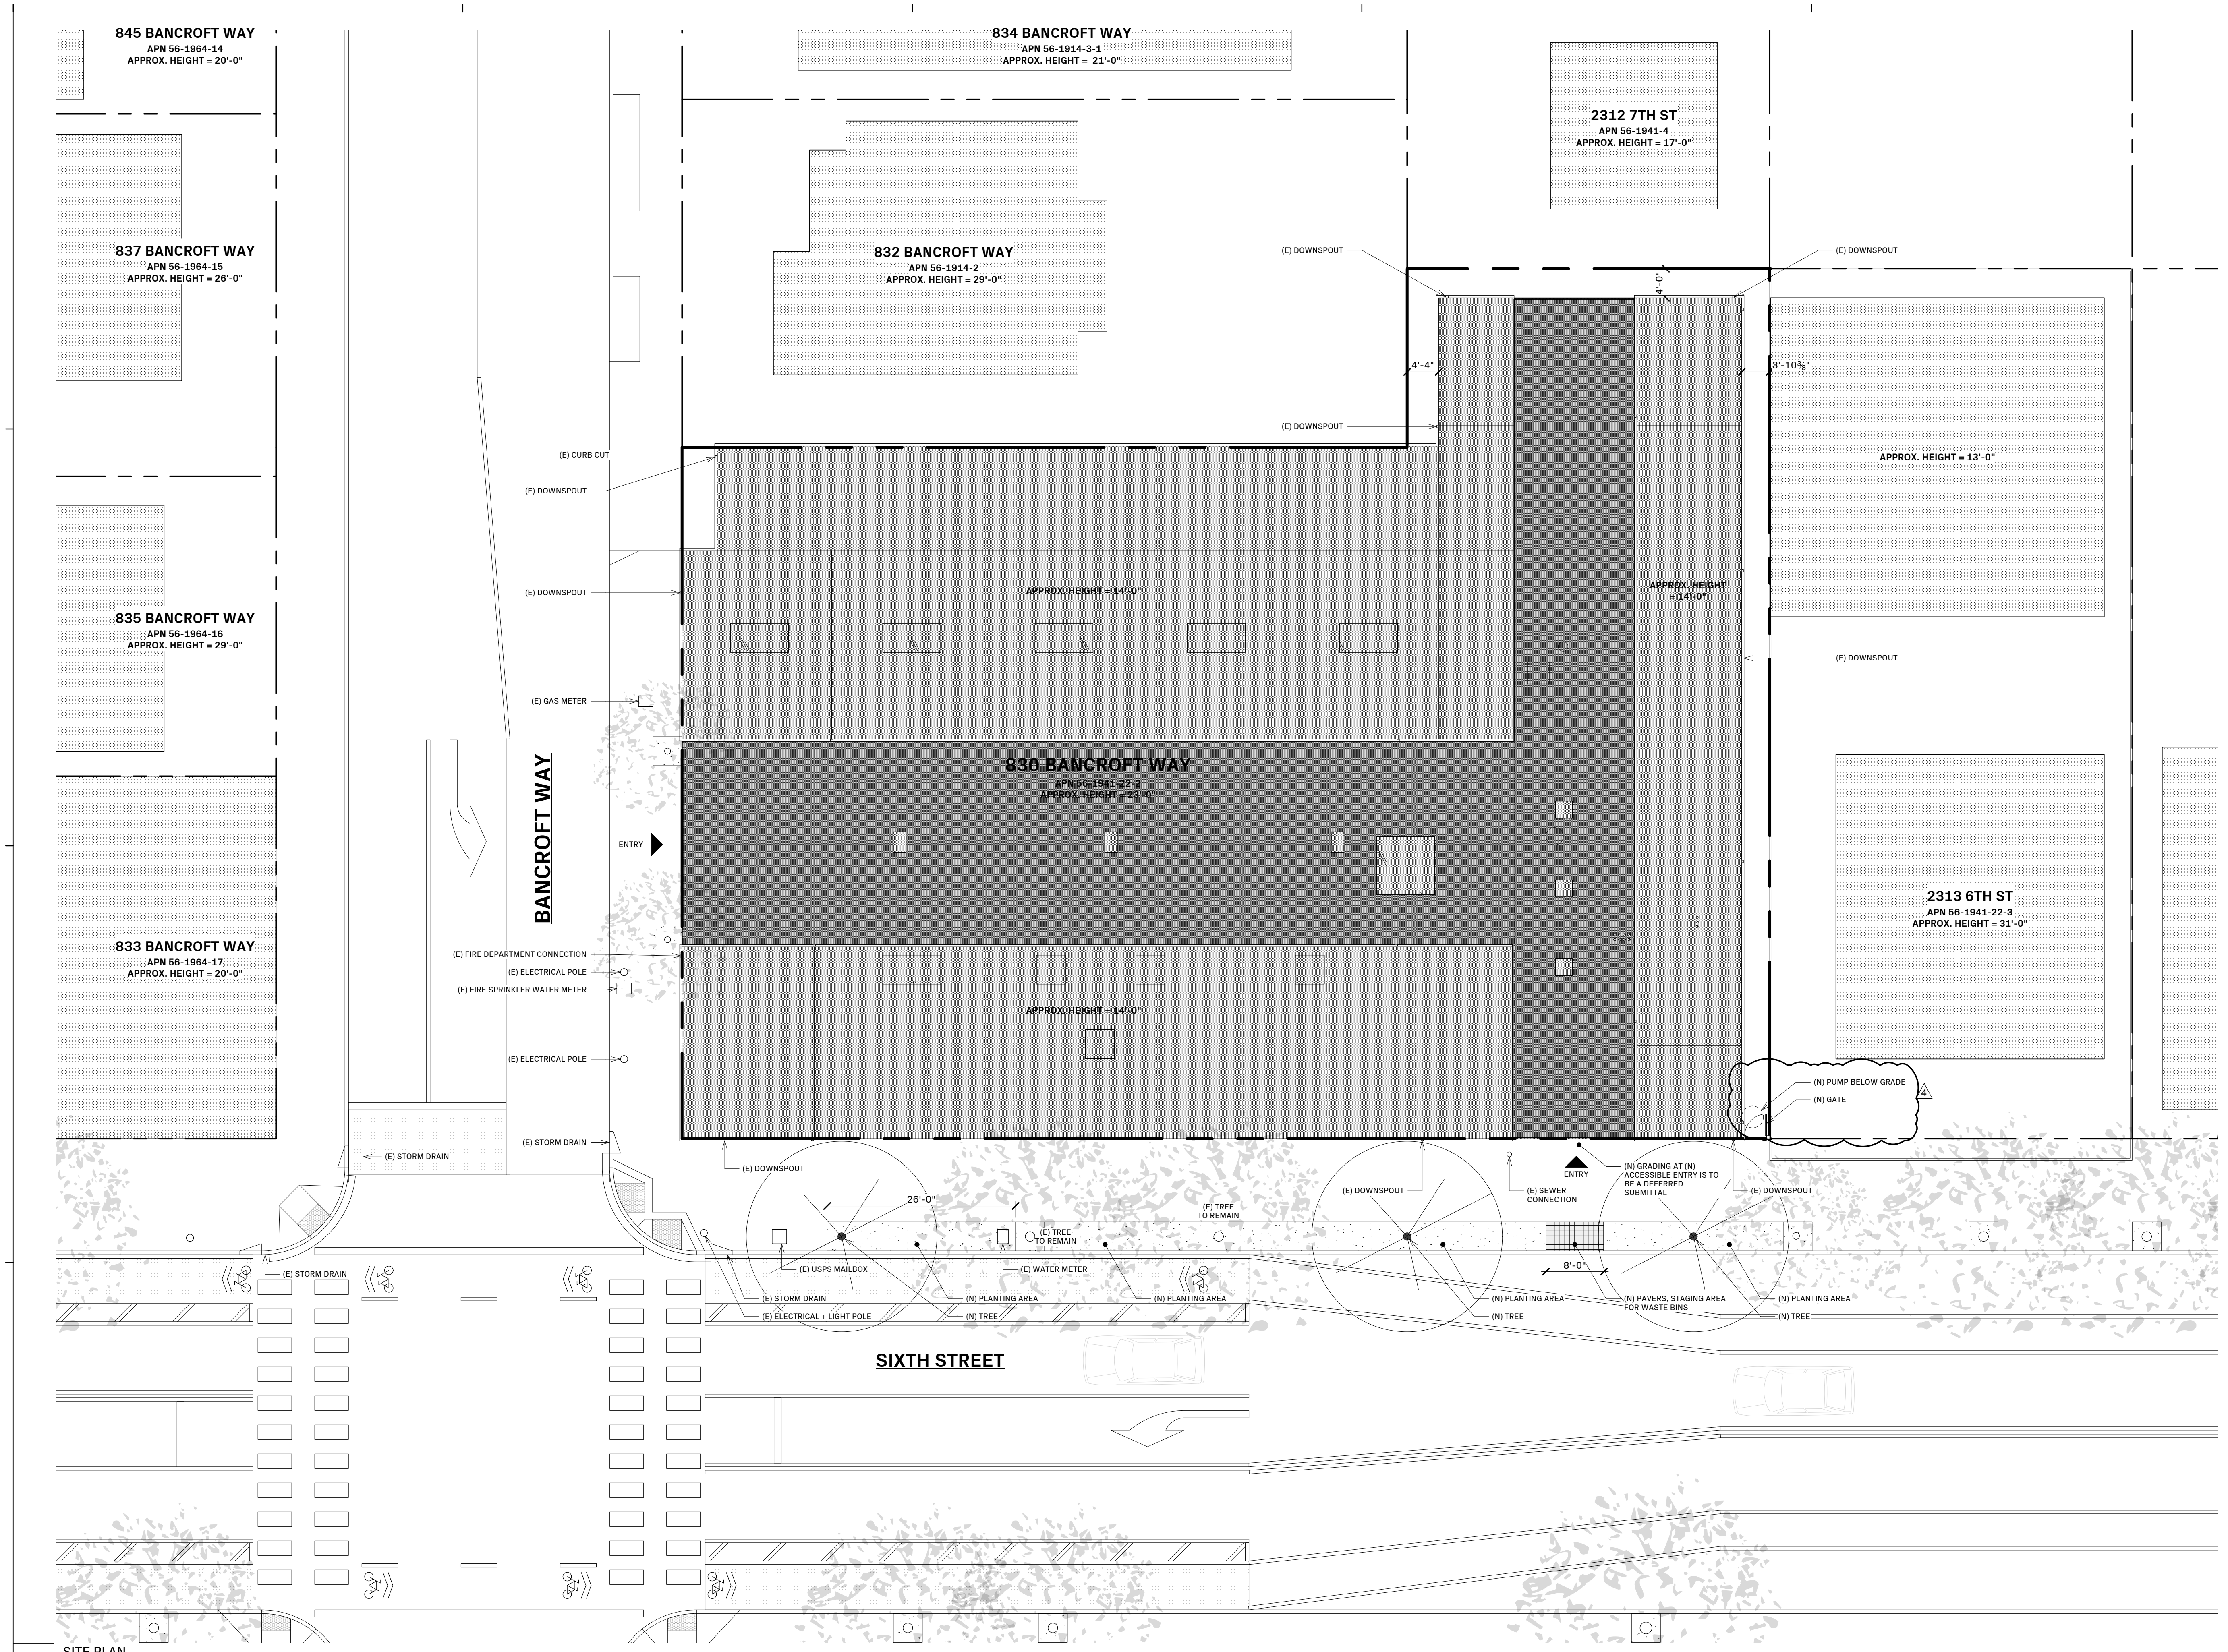 845 BANCROFT WAY
APN 56-1964-14
APPROX. HEIGHT = 20'-0"
834 BANCROFT WAY
APN 56-1914-3-1
APPROX. HEIGHT = 21'-0"
2312 7TH ST
APN 56-1941-4
APPROX. HEIGHT = 17'-0"
837 BANCROFT WAY
APN 56-1964-15
APPROX. HEIGHT = 26'-0"
832 BANCROFT WAY
APN 56-1914-2
APPROX. HEIGHT = 29'-0"
(E) DOWNSPOUT
(E) DOWNSPOUT
4'-0"
4'-4"
3'-10⅜"
(E) DOWNSPOUT
(E) CURB CUT
APPROX. HEIGHT = 13'-0"
(E) DOWNSPOUT
(E) DOWNSPOUT
APPROX. HEIGHT = 14'-0"
APPROX. HEIGHT
= 14'-0"
835 BANCROFT WAY
APN 56-1964-16
APPROX. HEIGHT = 29'-0"
(E) DOWNSPOUT
(E) GAS METER
BANCROFT WAY
830 BANCROFT WAY
APN 56-1941-22-2
APPROX. HEIGHT = 23'-0"
ENTRY
2313 6TH ST
APN 56-1941-22-3
APPROX. HEIGHT = 31'-0"
833 BANCROFT WAY
APN 56-1964-17
APPROX. HEIGHT = 20'-0"
(E) FIRE DEPARTMENT CONNECTION
(E) ELECTRICAL POLE
(E) FIRE SPRINKLER WATER METER
APPROX. HEIGHT = 14'-0"
(E) ELECTRICAL POLE
(N) PUMP BELOW GRADE
4
(N) GATE
(E) STORM DRAIN
(E) STORM DRAIN
(E) DOWNSPOUT
ENTRY
(N) GRADING AT (N)
ACCESSIBLE ENTRY IS TO
BE A DEFERRED
SUBMITTAL
(E) DOWNSPOUT
(E) SEWER
CONNECTION
(E) DOWNSPOUT
26'-0"
(E) TREE
TO REMAIN
(E) TREE
TO REMAIN
(E) STORM DRAIN
(E) USPS MAILBOX
(E) WATER METER
8'-0"
(E) STORM DRAIN
(N) PLANTING AREA
(N) PLANTING AREA
(N) PLANTING AREA
(N) PAVERS, STAGING AREA
FOR WASTE BINS
(N) PLANTING AREA
(E) ELECTRICAL + LIGHT POLE
(N) TREE
(N) TREE
(N) TREE
SIXTH STREET
SITE PLAN